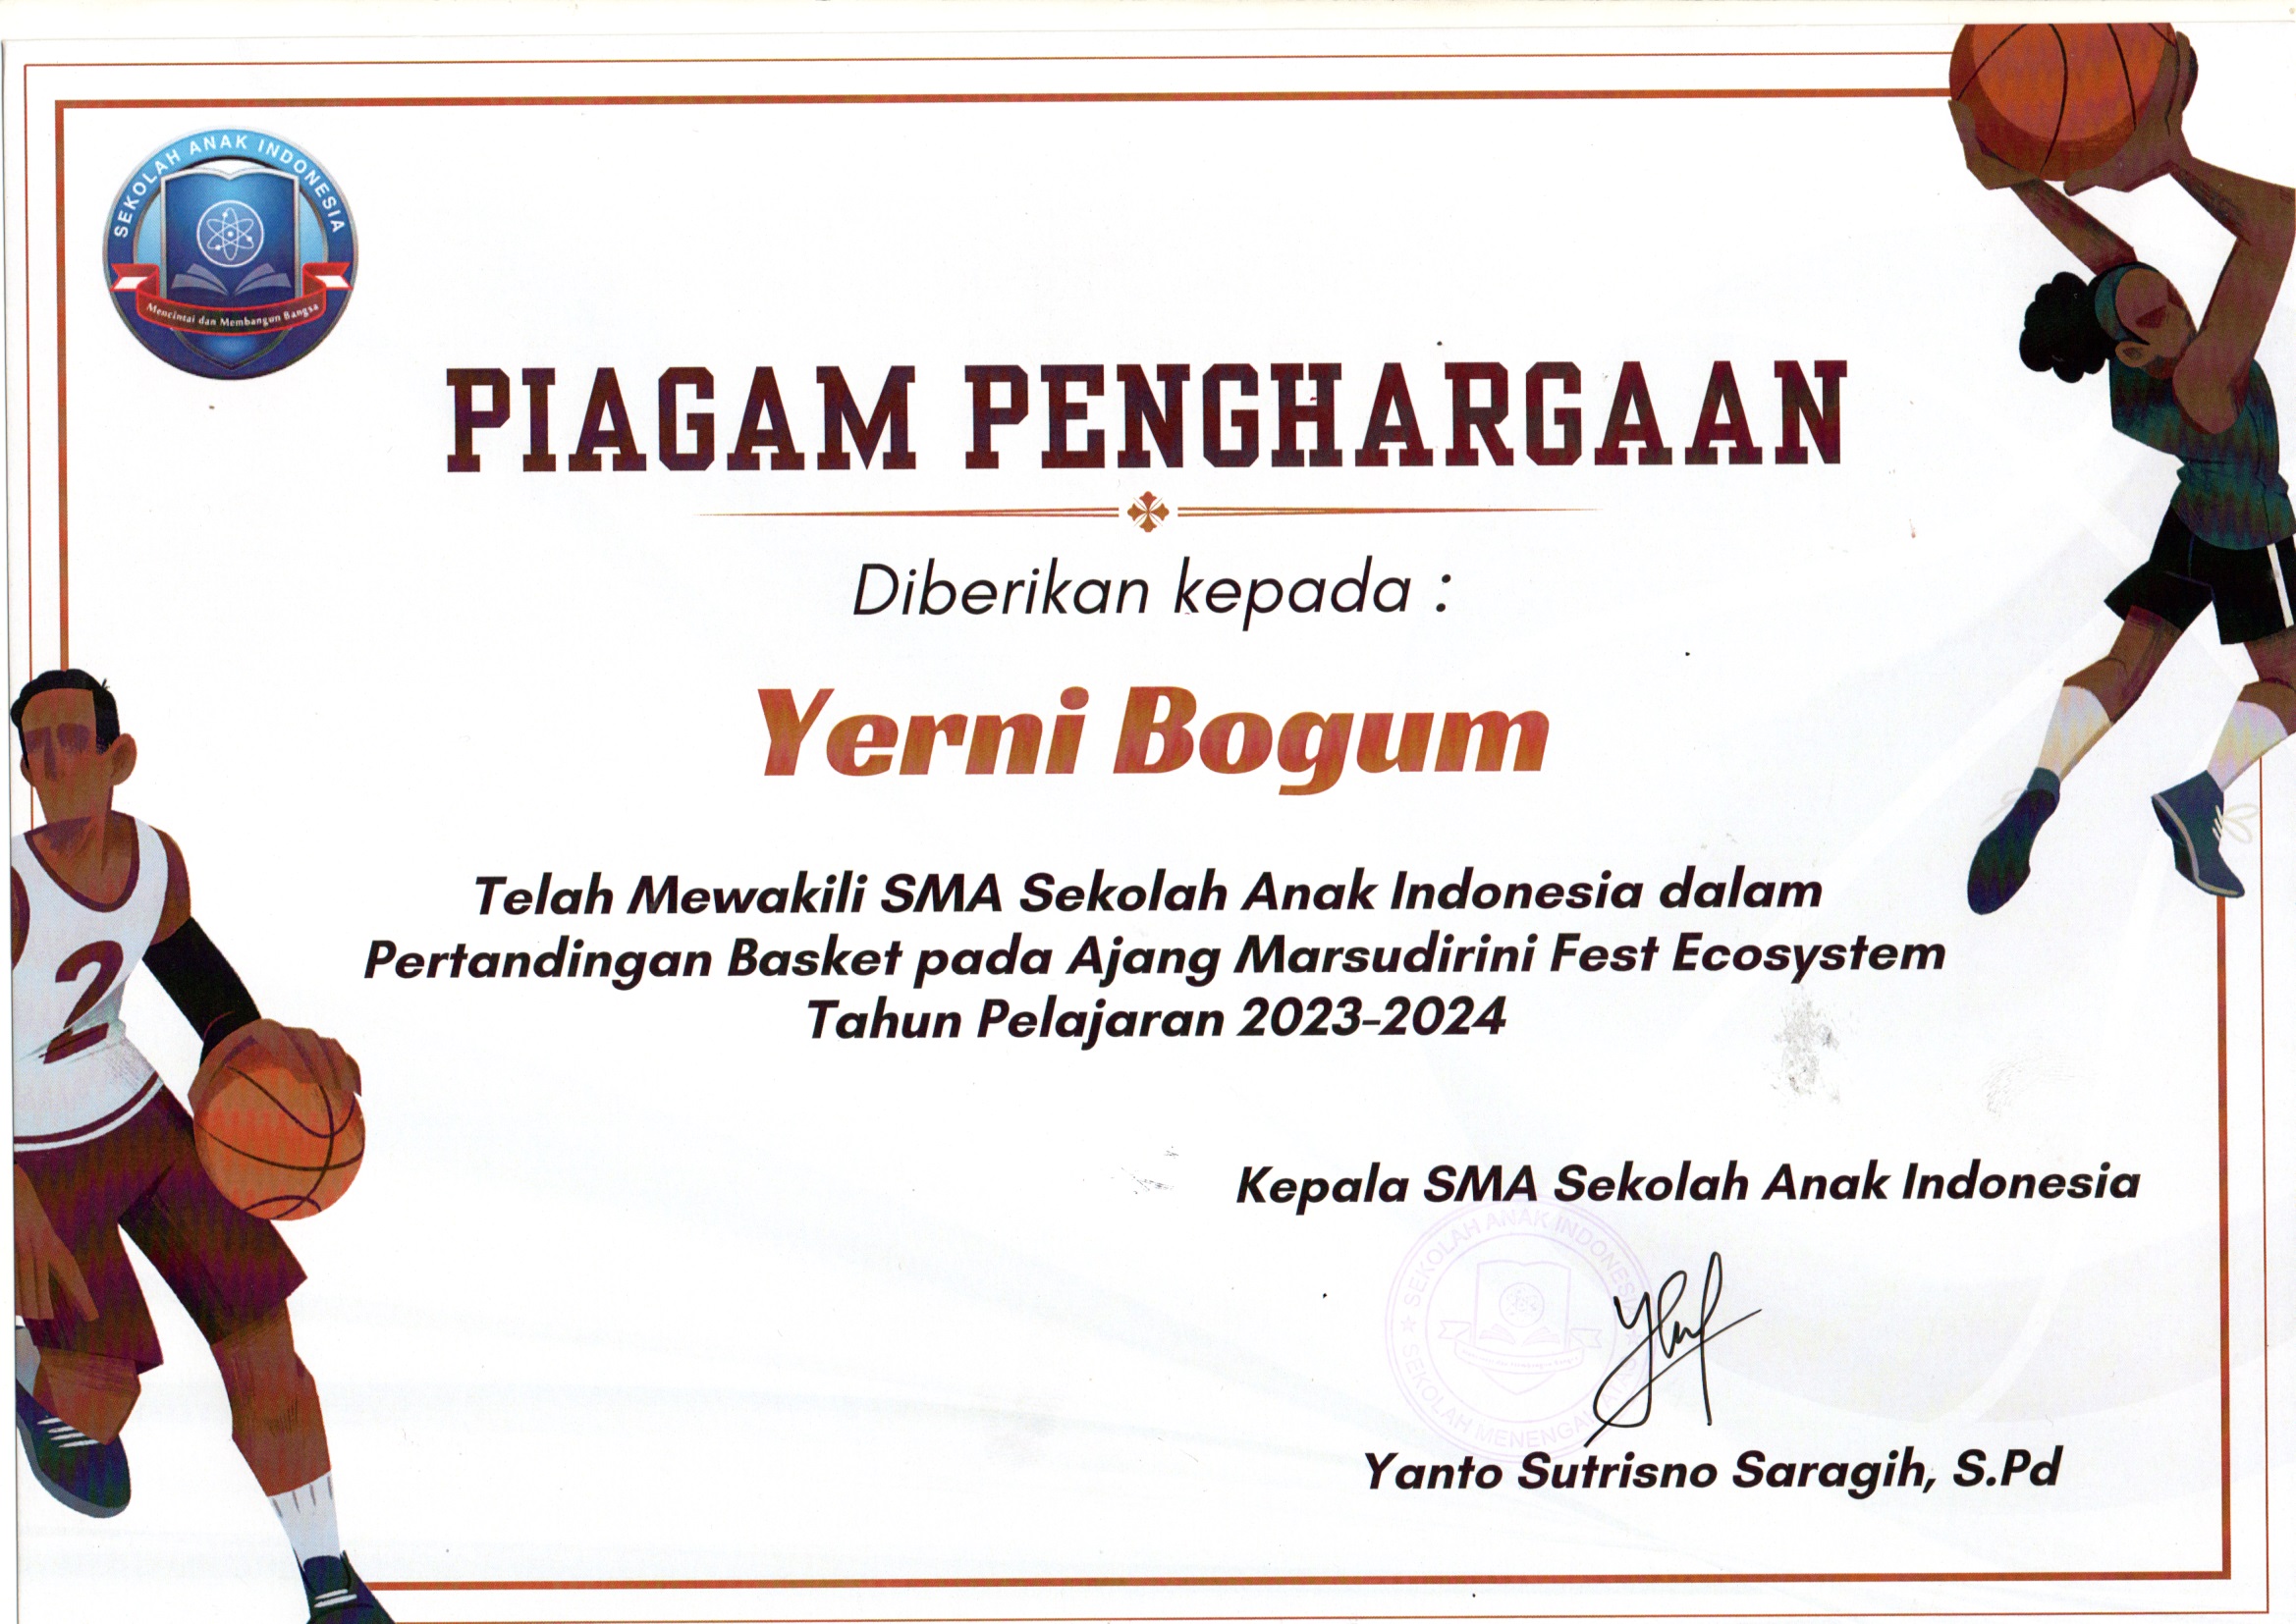 SEKOLAH ANAK INDONESIA
Mencintai dan Membangun Bangsa
PIAGAM PENGHARGAAN
Diberikan kepada :
Yerni Bogum
Telah Mewakili SMA Sekolah Anak Indonesia dalam
Pertandingan Basket pada Ajang Marsudirini Fest Ecosystem
Tahun Pelajaran 2023-2024
2
Kepala SMA Sekolah Anak Indonesia
SEKOLAH ANAK INDONESIA
SEKOLAH MENENGAH
Yanto Sutrisno Saragih, S.Pd